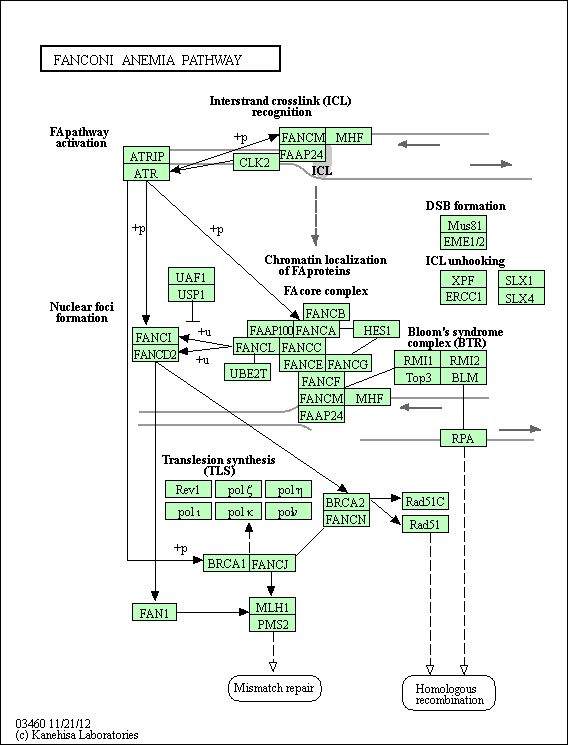 FANCONI ANEMIA PATHWAY
Interstrand crosslink (ICL)
recognition
FA pathway
activation
+p
FANCM
MHF
ATRIP
CLK2
FAAP24
ATR
ICL
DSB formation
Mus81
EME1/2
+p
+p
Chromatin localization
of FA proteins
ICL unhooking
UAF1
USP1
XPF
SLX1
ERCC1
SLX4
FA core complex
Nuclear foci
formation
FANCB
FANCI
+u
FAAP100
FANCA
HES1
Bloom's syndrome
complex (BTR)
FANCD2
+u
FANCL
FANCC
UBE2T
FANCE
FANCG
RMI1
RMI2
FANCF
Top3
BLM
FANCM
MHF
FAAP24
RPA
Translesion synthesis
(TLS)
Rev1
pol ζ
pol η
pol ι
pol κ
pol ν
BRCA2
FANCN
Rad51C
Rad51
+p
BRCA1
FANCJ
FAN1
MLH1
PMS2
Mismatch repair
Homologous
recombination
03460 11/21/12
(c) Kanehisa Laboratories